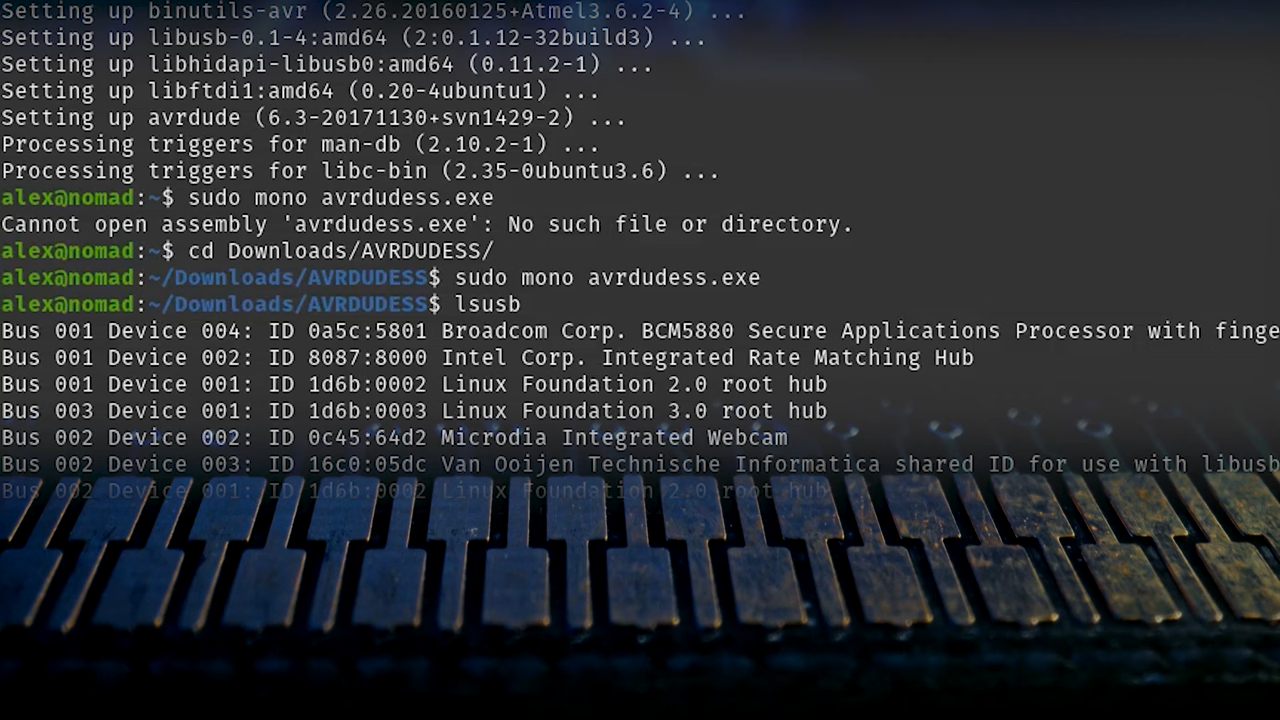 Setting up binutils-avr (2.26.20160125+Atmel3.6.2-4) ...
Setting up libusb-0.1-4:amd64 (2:0.1.12-32build3) ...
Setting up libhidapi-libusb0:amd64 (0.11.2-1) ...
Setting up libftdi1:amd64 (0.20-4ubuntu1) ...
Setting up avrdude (6.3-20171130+svn1429-2) ...
Processing triggers for man-db (2.10.2-1) ...
Processing triggers for libc-bin (2.35-0ubuntu3.6) ...
alex@nomad:~$ sudo mono avrdudess.exe
Cannot open assembly 'avrdudess.exe': No such file or directory.
alex@nomad:~$ cd Downloads/AVRDUDESS/
alex@nomad:~/Downloads/AVRDUDESS$ sudo mono avrdudess.exe
alex@nomad:~/Downloads/AVRDUDESS$ lsusb
Bus 001 Device 004: ID 0a5c:5801 Broadcom Corp. BCM5880 Secure Applications Processor with finge
Bus 001 Device 002: ID 8087:8000 Intel Corp. Integrated Rate Matching Hub
Bus 001 Device 001: ID 1d6b:0002 Linux Foundation 2.0 root hub
Bus 003 Device 001: ID 1d6b:0003 Linux Foundation 3.0 root hub
Bus 002 Device 002: ID 0c45:64d2 Microdia Integrated Webcam
Bus 002 Device 003: ID 16c0:05dc Van Ooijen Technische Informatica shared ID for use with libusb
Bus 002 Device 001: ID 1d6b:0002 Linux Foundation 2.0 root hub